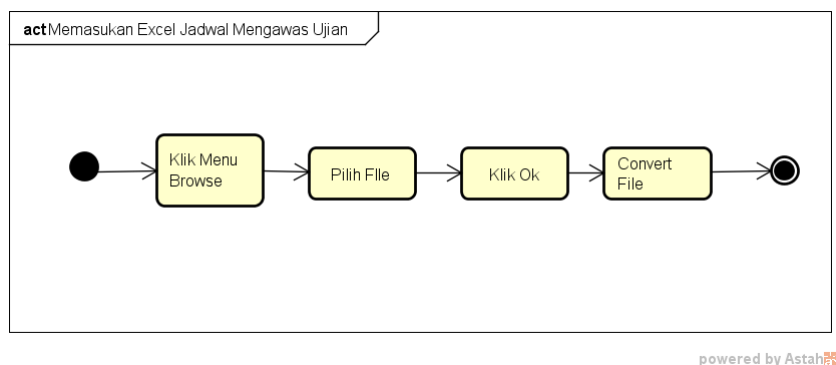 act Memasukan Excel Jadwal Mengawas Ujian
Klik Menu
Browse
Pilih FIle
Klik Ok
Convert
File
powered by Astah